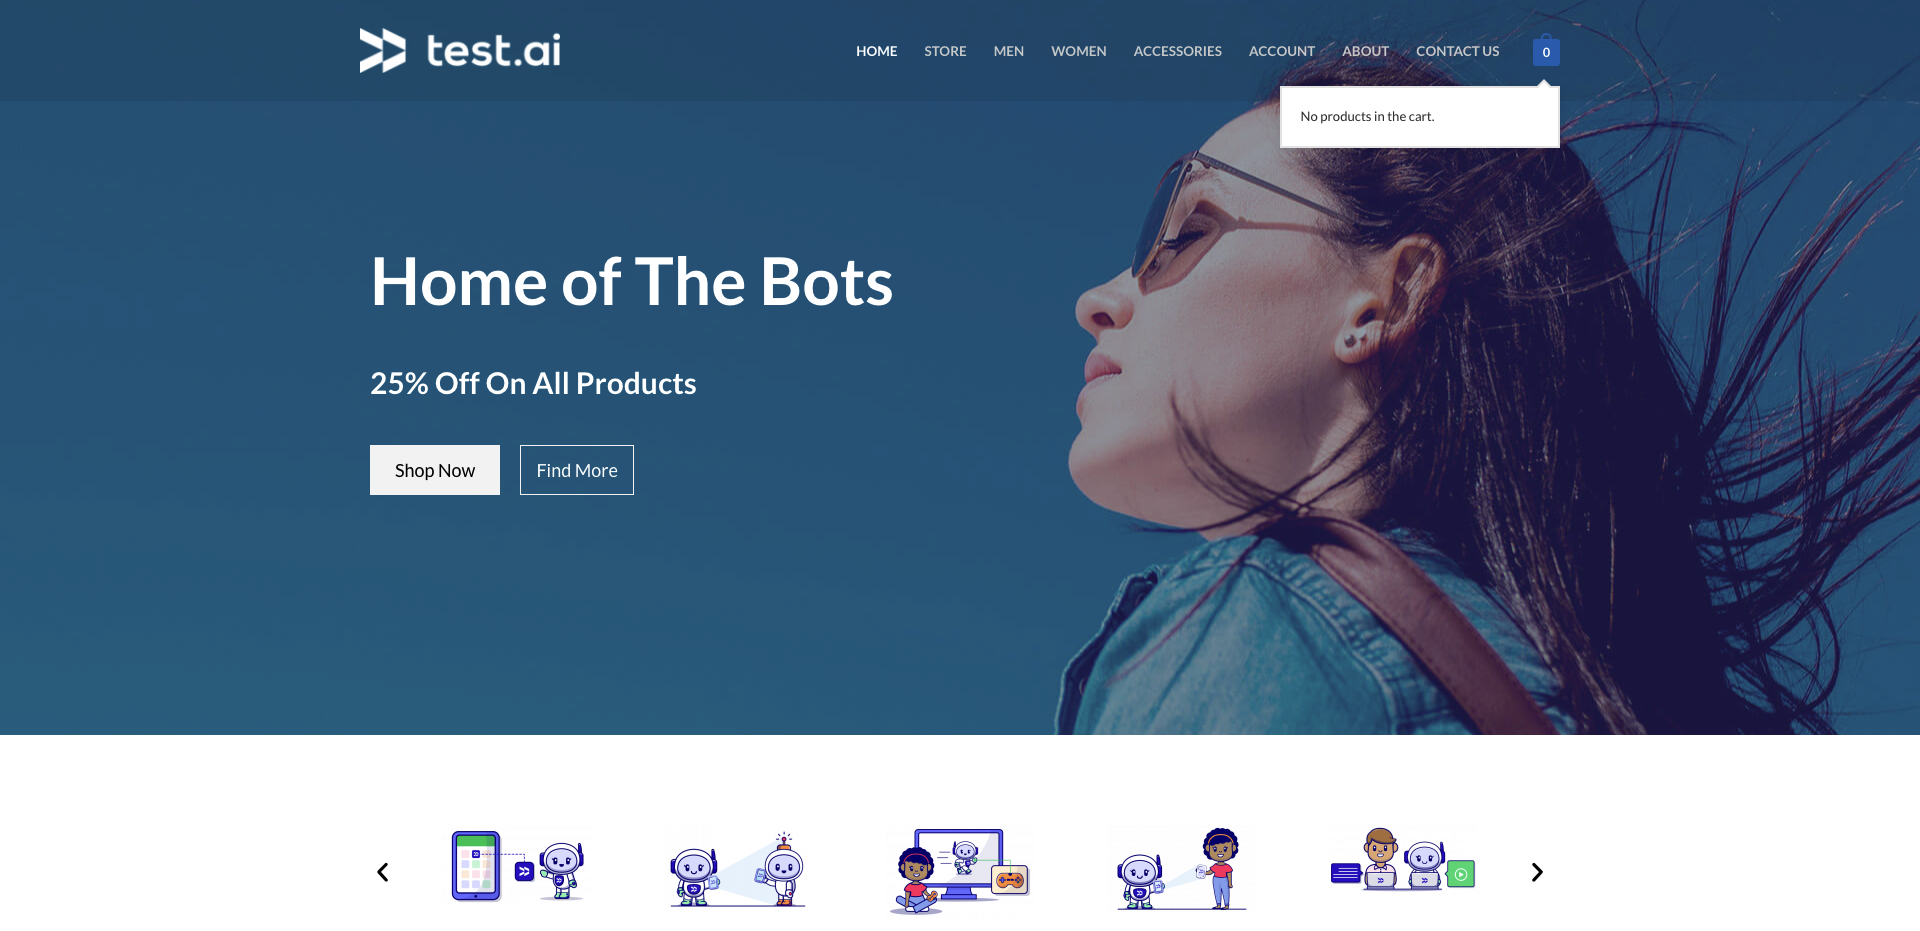 test.ai
HOME STORE MEN WOMEN ACCESSORIES ACCOUNT ABOUT CONTACT US 0
No products in the cart.
Home of The Bots
25% Off On All Products
Shop Now Find More